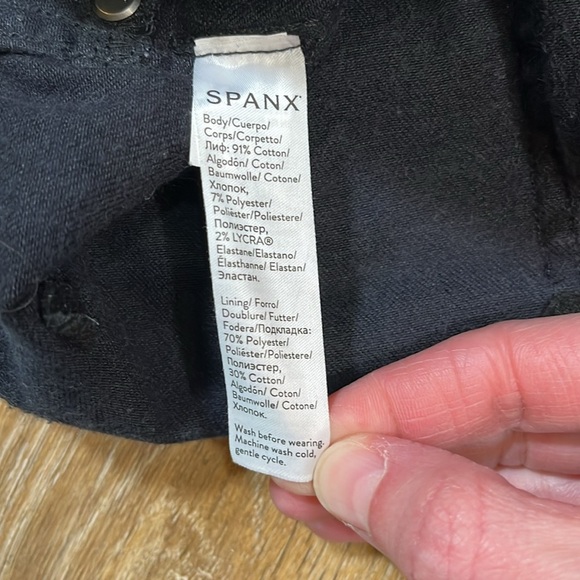 SPANX
Body/Cuerpo/
Corps/Corpetto/
Лиф: 91% Cotton/
Algodón/ Coton/
Baumwolle/ Cotone/
Хлопок,
7% Polyester/
Poliéster/Poliestere/
Полиэстер,
2% LYCRA®
Elastane/Elastano/
Élasthanne/ Elastan/
Эластан.
Lining/ Forro/
Doublure/ Futter/
Fodera/Подкладка:
70% Polyester/
Poliéster/Poliestere/
Полиэстер,
30% Cotton/
Algodón/ Coton/
Baumwolle/ Cotone/
Хлопок.
Wash before wearing.
Machine wash cold,
gentle cycle.